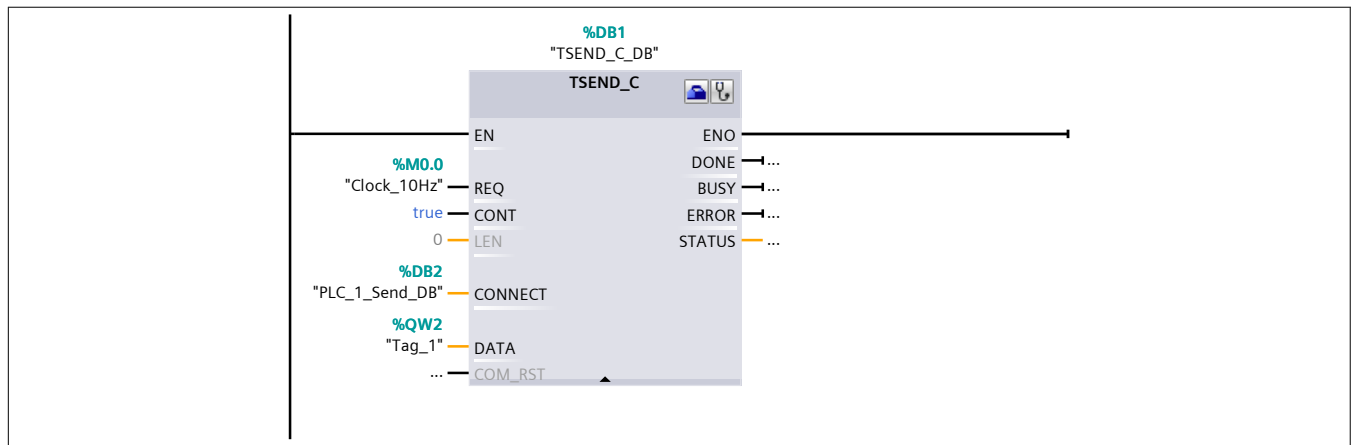 %DB1
"TSEND_C_DB"
TSEND_C
EN ENO
DONE ...
%M0.0
"Clock_10Hz" REQ BUSY ...
true CONT ERROR ...
0 LEN STATUS ...
%DB2
"PLC_1_Send_DB" CONNECT
%QW2
"Tag_1" DATA
... COM_RST